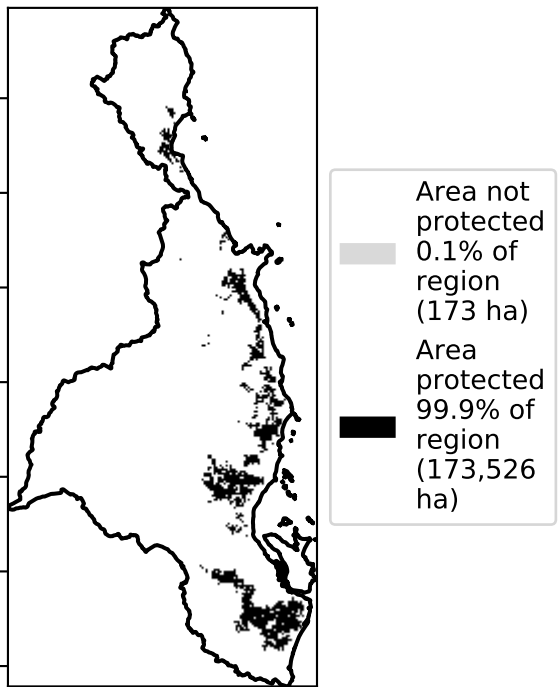 Area not
protected
0.1% of
region
(173 ha)
Area
protected
99.9% of
region
(173,526
ha)